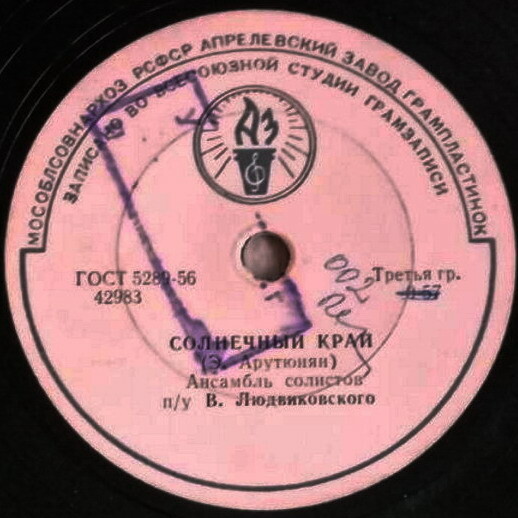 МОСОБЛСОВНАРХОЗ РСФСР АПРЕЛЕВСКИЙ ЗАВОД ГРАМПЛАСТИНОК
ЗАПИСАНО ВО ВСЕСОЮЗНОЙ СТУДИИ ГРАМЗАПИСИ
АЗ
ГОСТ 5289-56
42983
Третья гр.
002
СОЛНЕЧНЫЙ КРАЙ
(Э. Арутюнян)
Ансамбль солистов
п/у В. Людвиковского